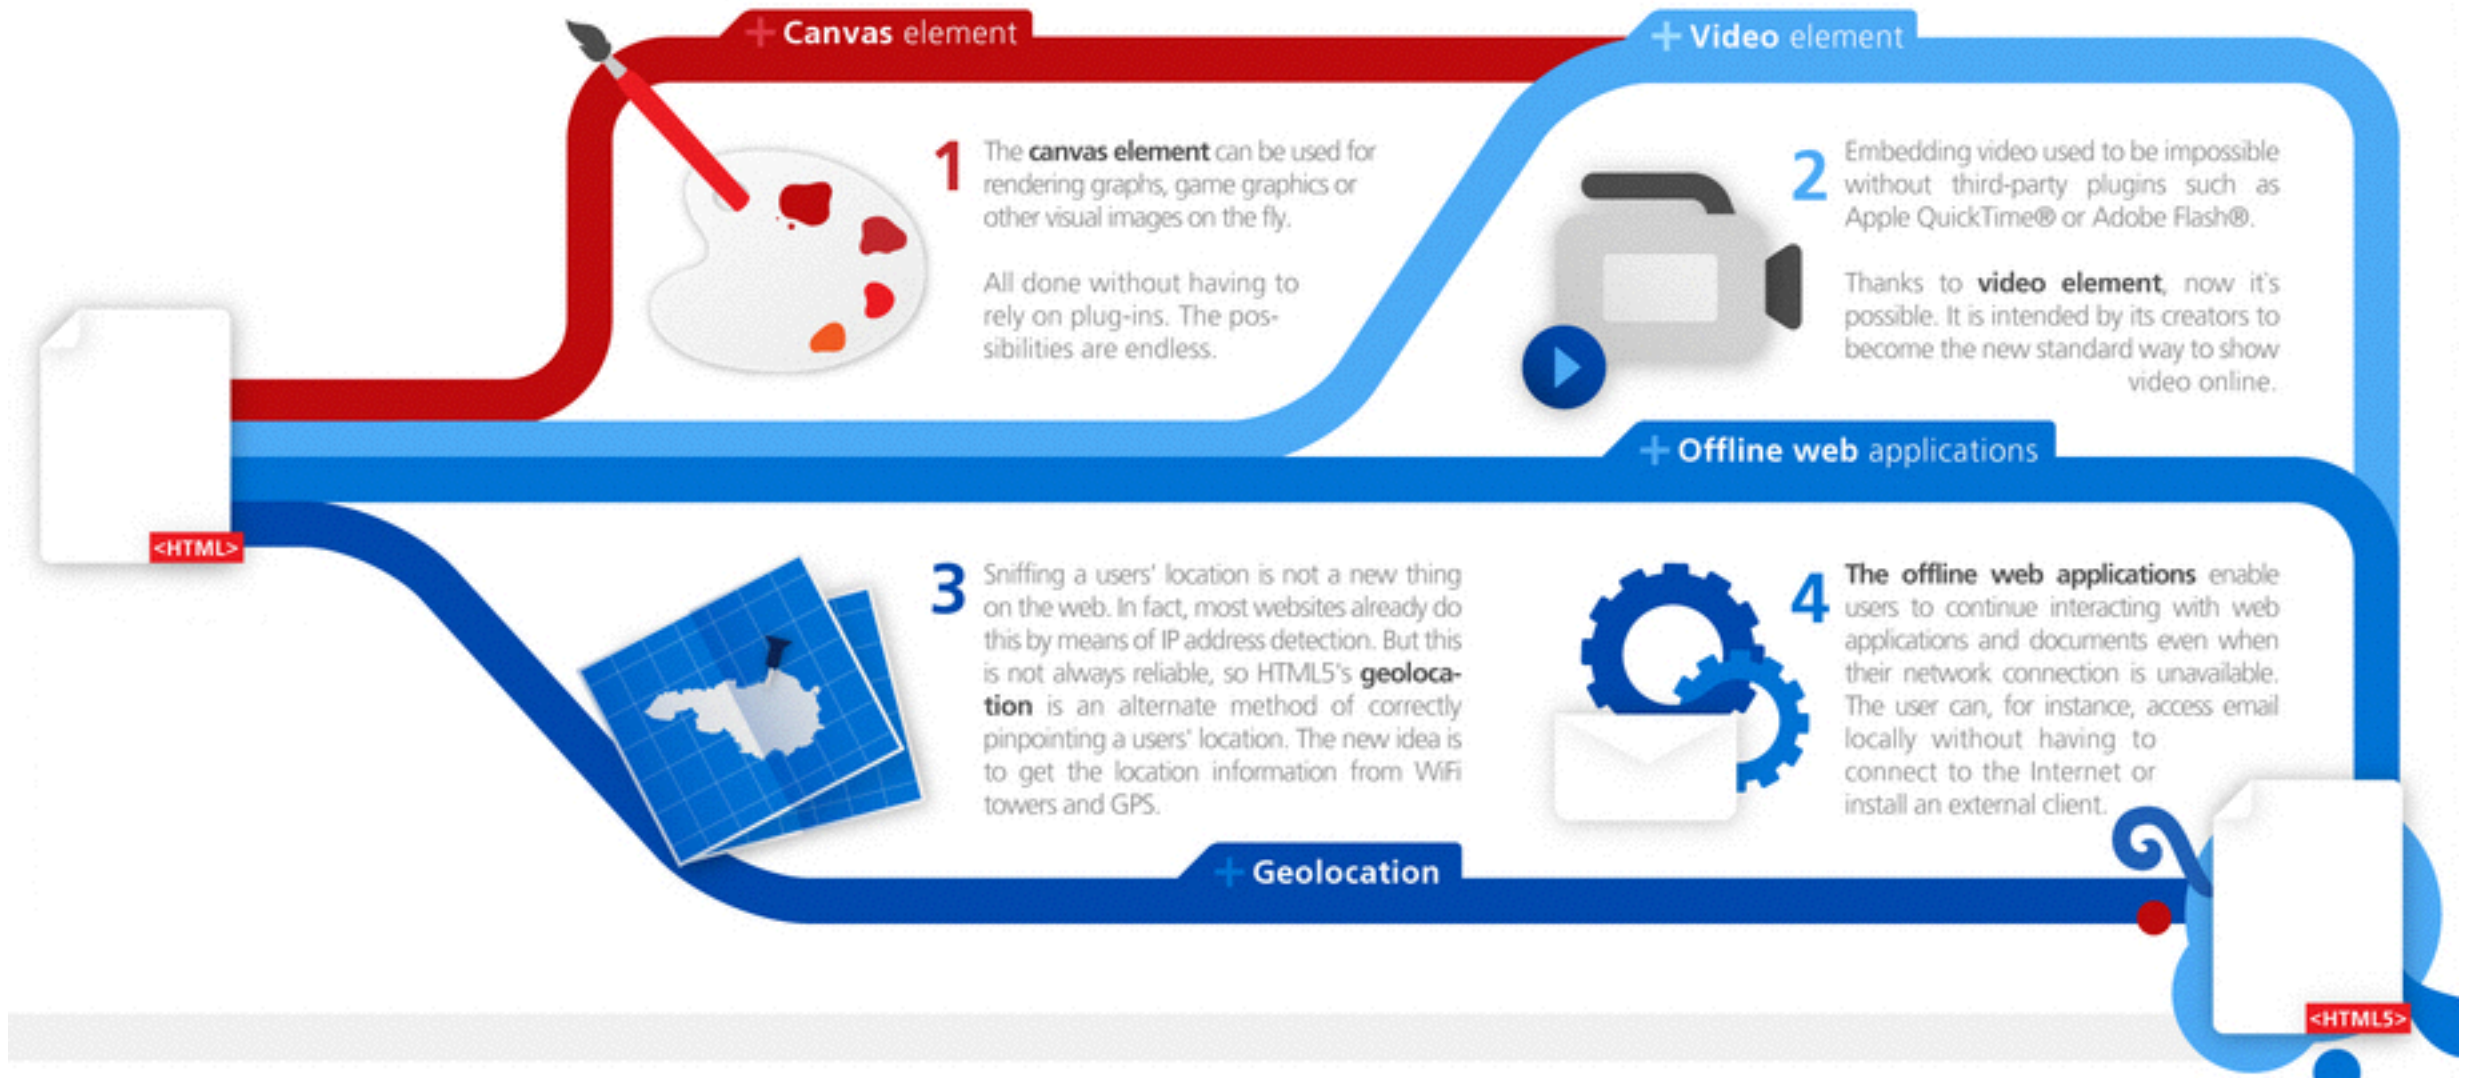 + Canvas element
+ Video element
1
The canvas element can be used for
rendering graphs, game graphics or
other visual images on the fly.
All done without having to
rely on plug-ins. The pos-
sibilities are endless.
2
Embedding video used to be impossible
without third-party plugins such as
Apple QuickTime® or Adobe Flash®.
Thanks to video element, now it's
possible. It is intended by its creators to
become the new standard way to show
video online.
<HTML>
+ Offline web applications
3
Sniffing a users' location is not a new thing
on the web. In fact, most websites already do
this by means of IP address detection. But this
is not always reliable, so HTML5's geoloca-
tion is an alternate method of correctly
pinpointing a users' location. The new idea is
to get the location information from WiFi
towers and GPS.
4
The offline web applications enable
users to continue interacting with web
applications and documents even when
their network connection is unavailable.
The user can, for instance, access email
locally without having to
connect to the Internet or
install an external client.
+ Geolocation
<HTML5>